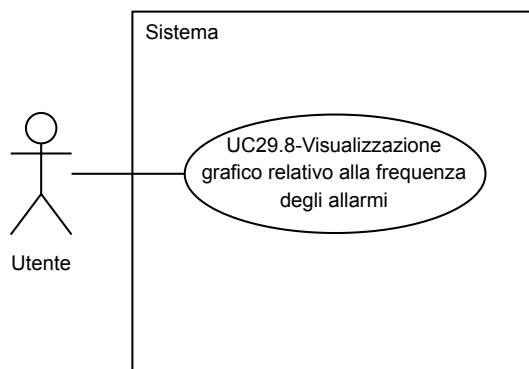 Sistema
UC29.8-Visualizzazione
grafico relativo alla frequenza
degli allarmi
Utente